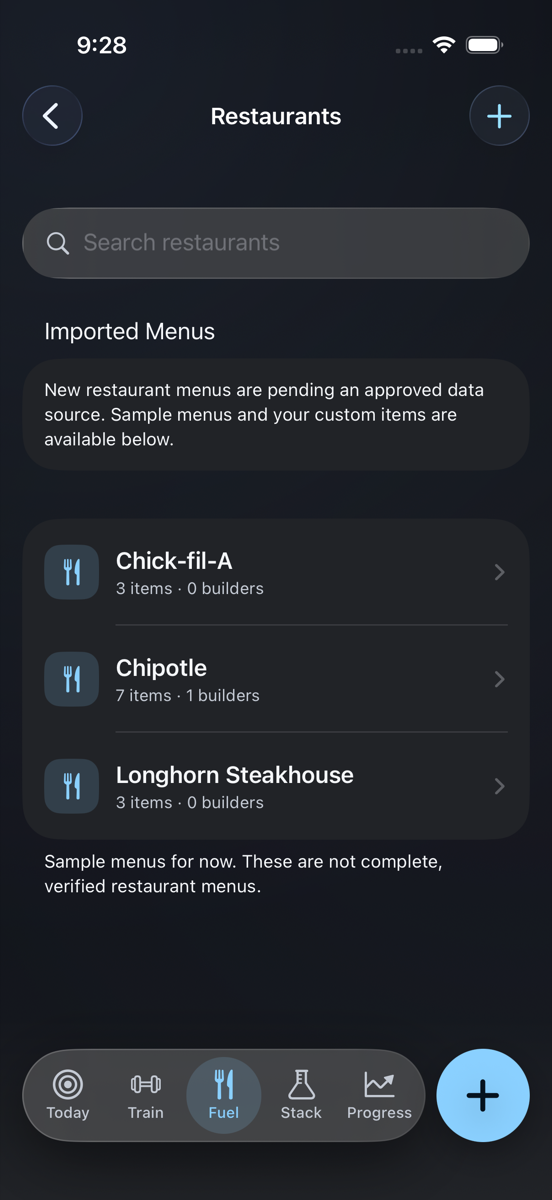 9:28
Restaurants
Search restaurants
Imported Menus
New restaurant menus are pending an approved data
source. Sample menus and your custom items are
available below.
Chick-fil-A
3 items · 0 builders
Chipotle
7 items · 1 builders
Longhorn Steakhouse
3 items · 0 builders
Sample menus for now. These are not complete,
verified restaurant menus.
Today Train Fuel Stack Progress